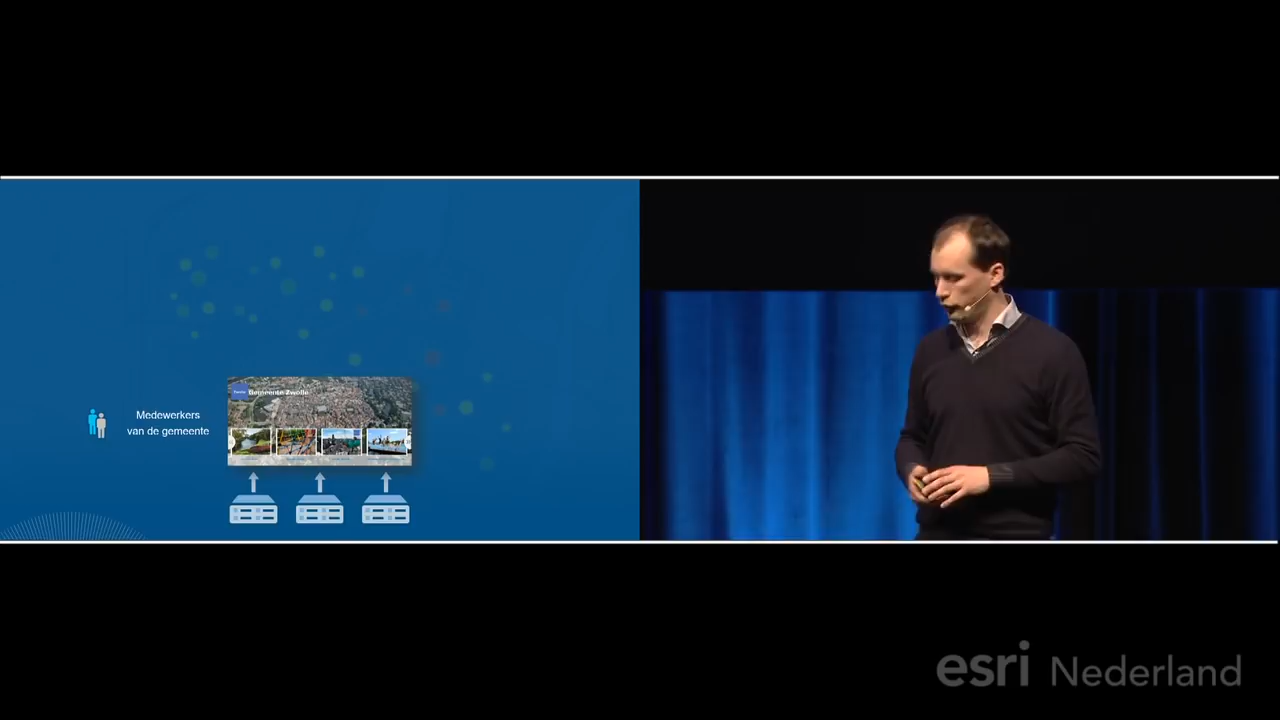 Gemeente Zwolle
Medewerkers
van de gemeente
esri Nederland